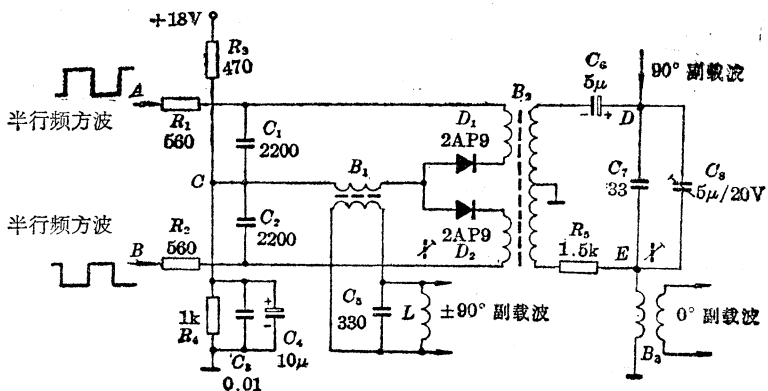 +18V
R₃
470
半行频方波
A
R₁
560
C₁
2200
C
B₁
D₁
2AP9
B₂
C₆
5μ
-
+
90° 副载波
D
C₇
33
C₈
5μ/20V
半行频方波
B
R₂
560
C₂
2200
2AP9
D₂
R₅
1.5k
E
1k
R₄
+
-
C₃
0.01
C₄
10μ
C₅
330
L
±90° 副载波
B₃
0° 副载波